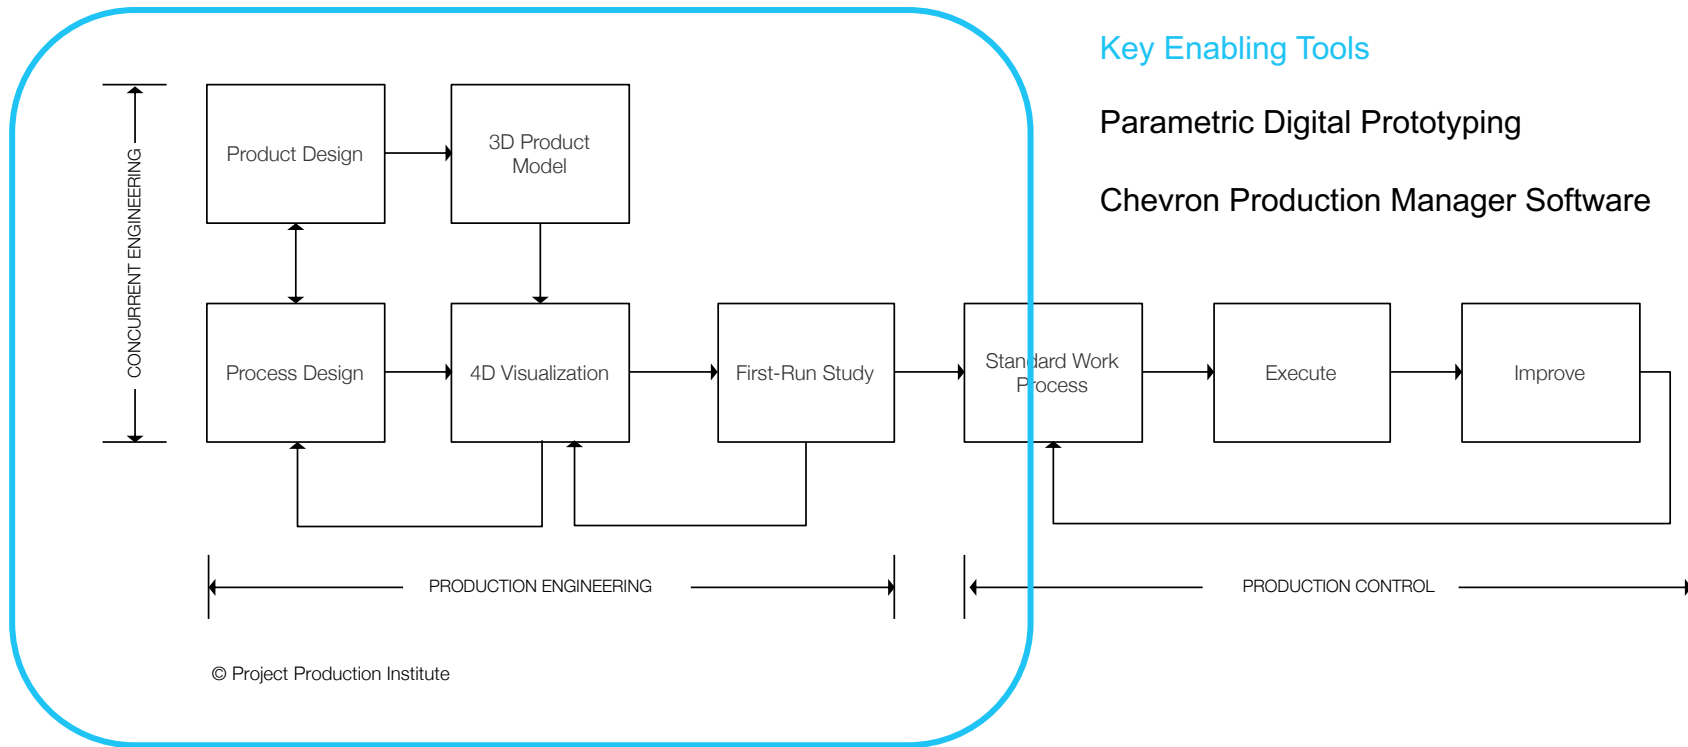 Key Enabling Tools
Parametric Digital Prototyping
Chevron Production Manager Software
CONCURRENT ENGINEERING
Product Design
3D Product
Model
Process Design
4D Visualization
First-Run Study
Standard Work
Process
Execute
Improve
PRODUCTION ENGINEERING
PRODUCTION CONTROL
© Project Production Institute